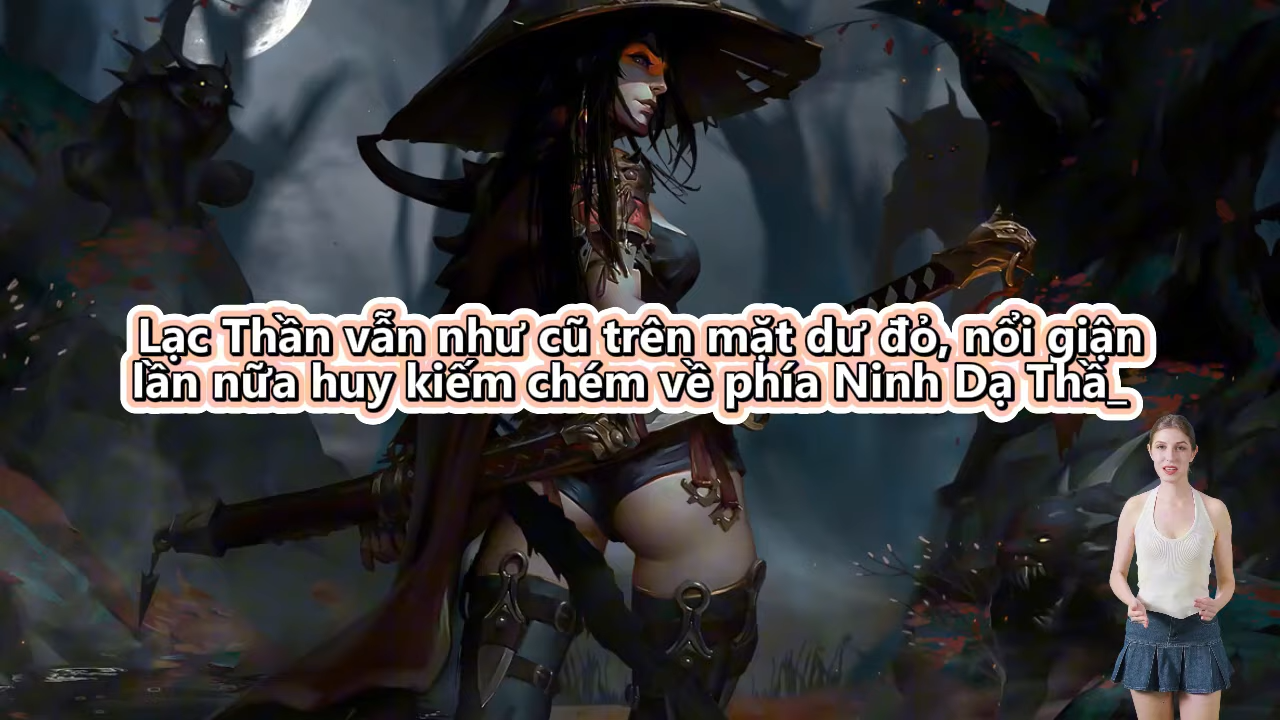 Lạc Thần vẫn như cũ trên mặt dư đỏ, nổi giận
lần nữa huy kiếm chém về phía Ninh Dạ Thầ_